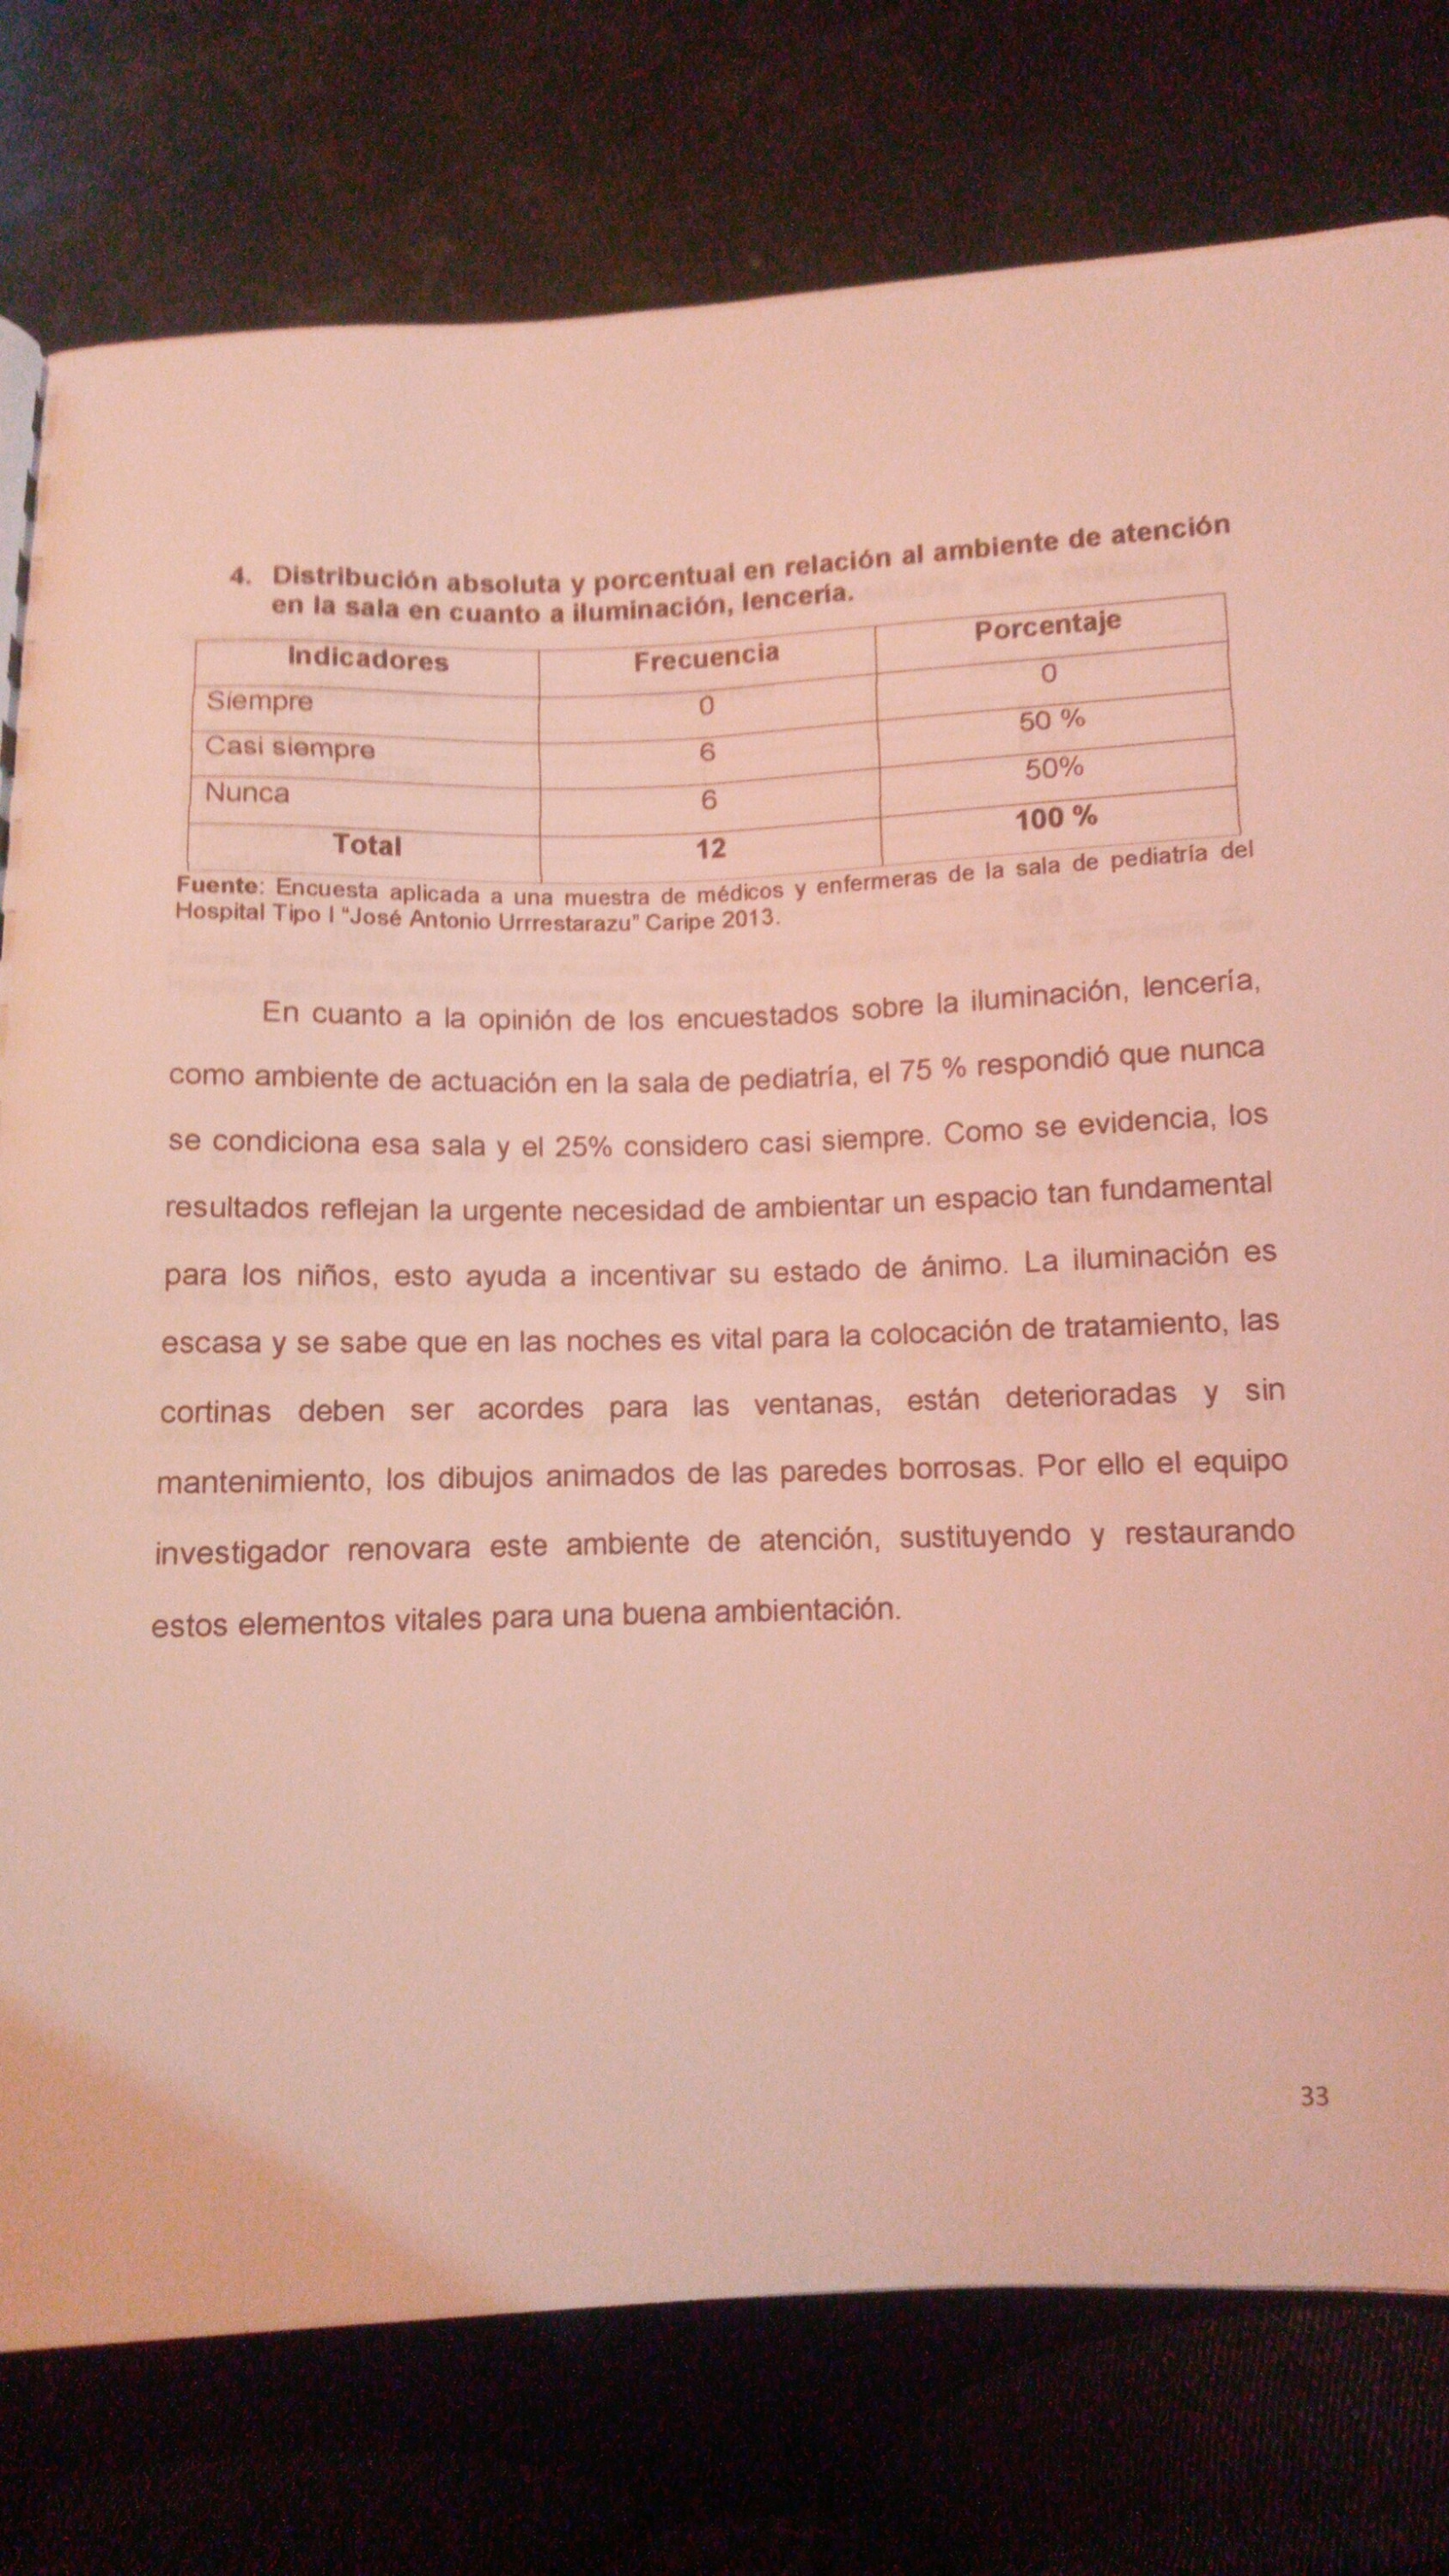 4. Distribución absoluta y porcentual en relación al ambiente de atención
en la sala en cuanto a iluminación, lencería.
Indicadores Frecuencia Porcentaje
Siempre 0 0
Casi siempre 6 50 %
Nunca 6 50%
Total 12 100 %
Fuente: Encuesta aplicada a una muestra de médicos y enfermeras de la sala de pediatría del
Hospital Tipo I “José Antonio Urrrestarazu” Caripe 2013.
En cuanto a la opinión de los encuestados sobre la iluminación, lencería,
como ambiente de actuación en la sala de pediatría, el 75 % respondió que nunca
se condiciona esa sala y el 25% considero casi siempre. Como se evidencia, los
resultados reflejan la urgente necesidad de ambientar un espacio tan fundamental
para los niños, esto ayuda a incentivar su estado de ánimo. La iluminación es
escasa y se sabe que en las noches es vital para la colocación de tratamiento, las
cortinas deben ser acordes para las ventanas, están deterioradas y sin
mantenimiento, los dibujos animados de las paredes borrosas. Por ello el equipo
investigador renovara este ambiente de atención, sustituyendo y restaurando
estos elementos vitales para una buena ambientación.
33